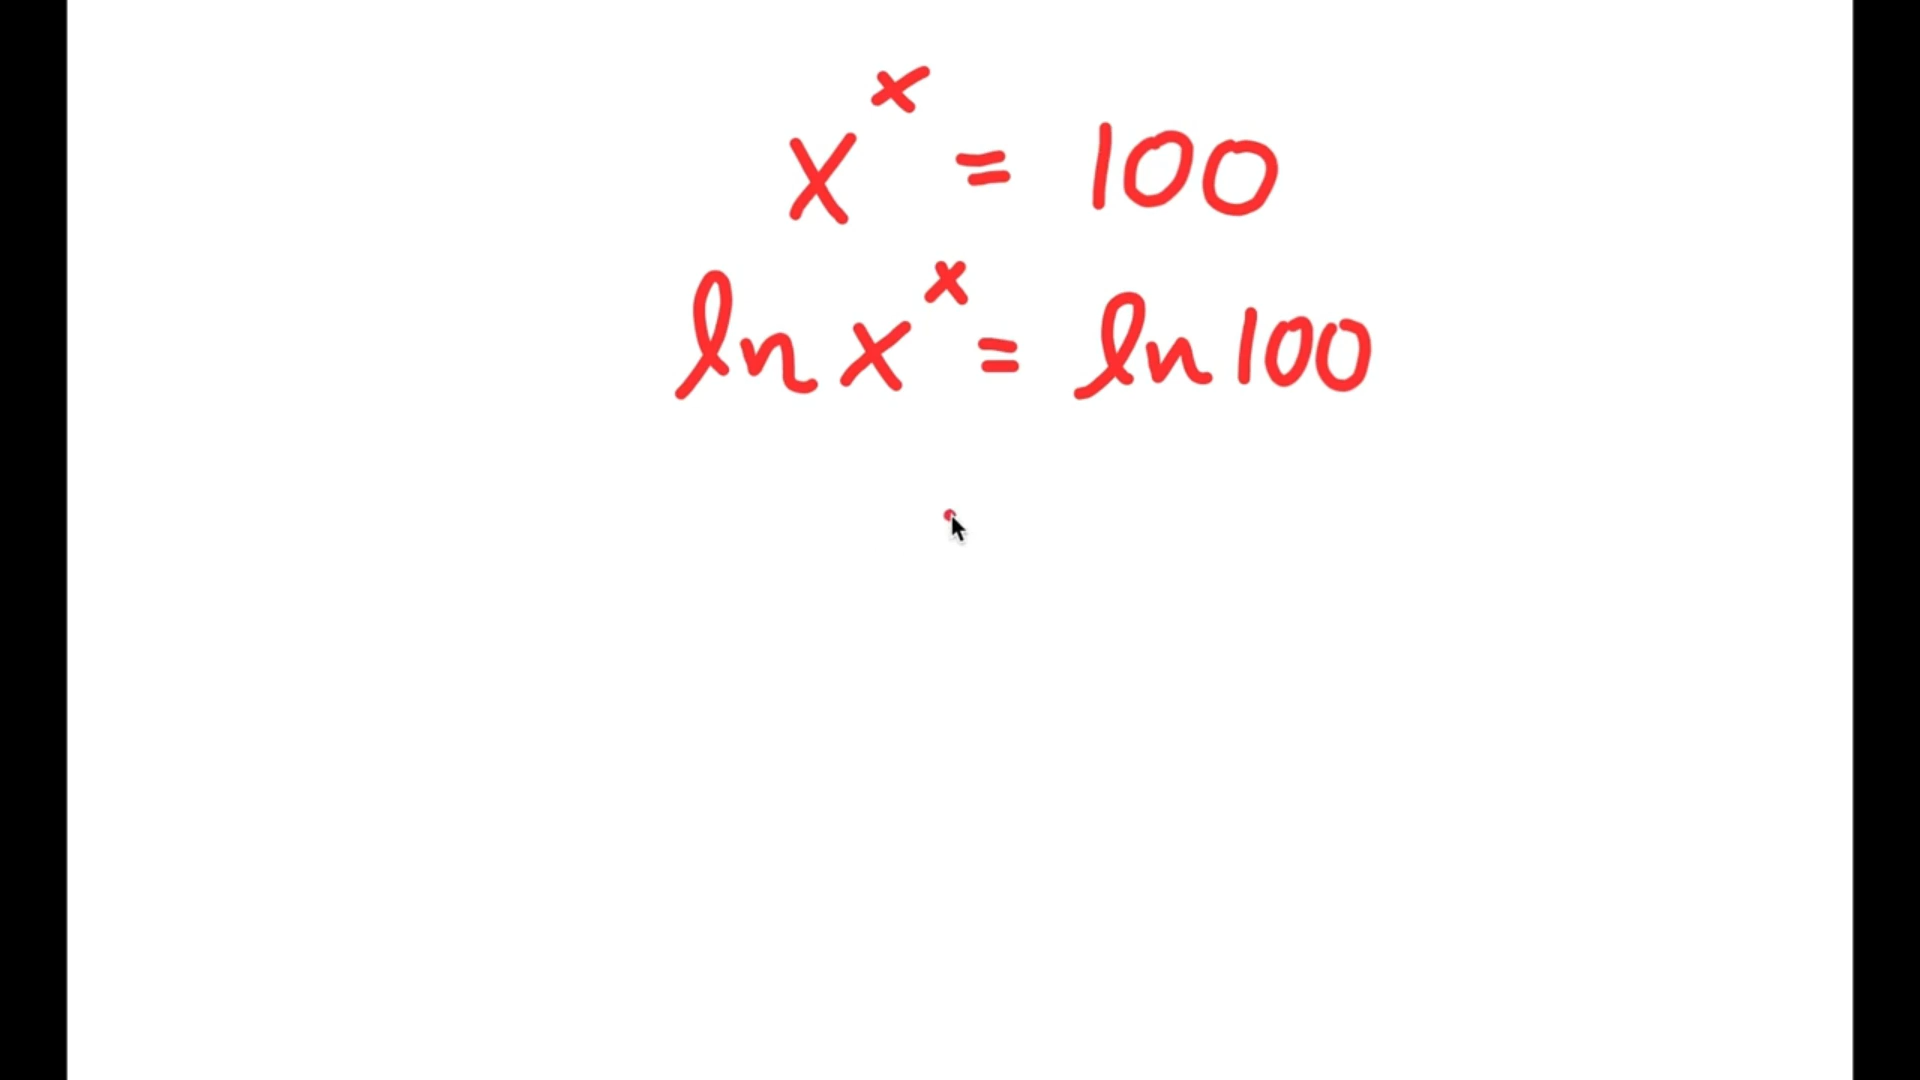 x^x = 100
ln x^x = ln 100